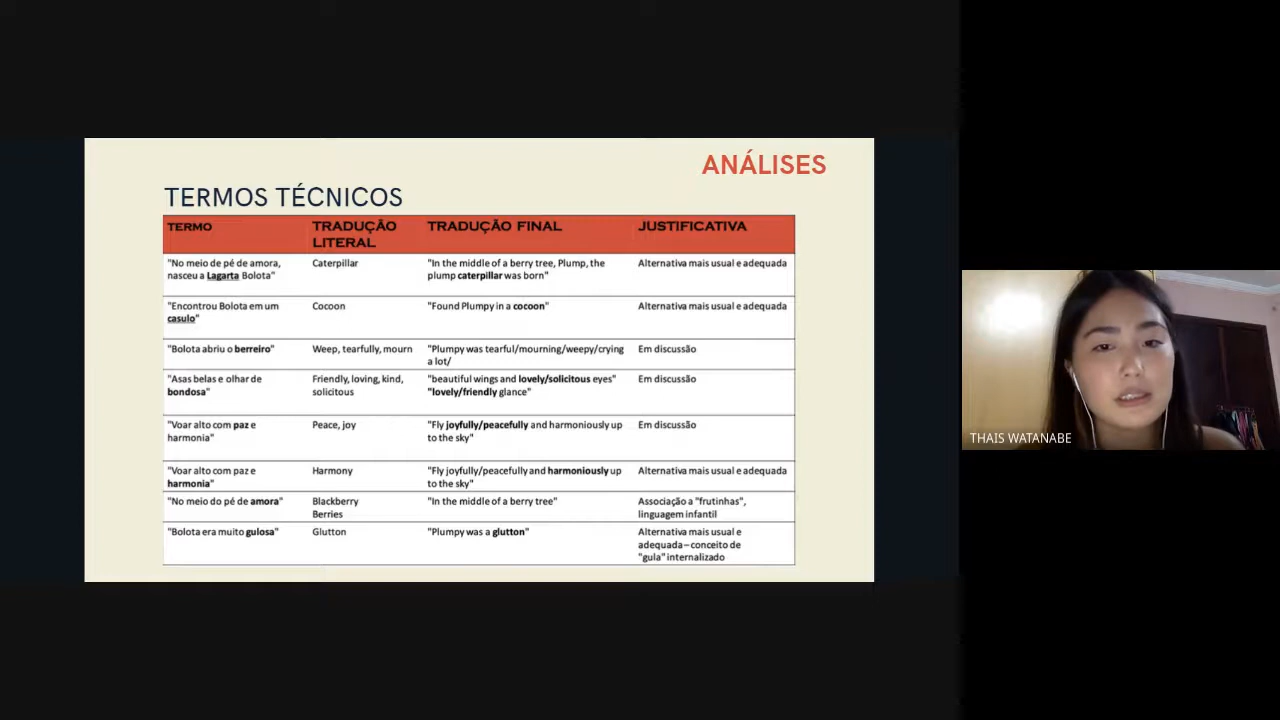 ANÁLISES
TERMOS TÉCNICOS
TERMO
TRADUÇÃO
LITERAL
TRADUÇÃO FINAL
JUSTIFICATIVA
"No meio de pé de amora,
nasceu a Lagarta Bolota"
Caterpillar
"In the middle of a berry tree, Plump, the
plump caterpillar was born"
Alternativa mais usual e adequada
"Encontrou Bolota em um
casulo"
Cocoon
"Found Plumpy in a cocoon"
Alternativa mais usual e adequada
"Bolota abriu o berreiro"
Weep, tearfully, mourn
"Plumpy was tearful/mourning/weepy/crying
a lot/
Em discussão
"Asas belas e olhar de
bondosa"
Friendly, loving, kind,
solicitous
"beautiful wings and lovely/solicitous eyes"
"lovely/friendly glance"
Em discussão
"Voar alto com paz e
harmonia"
Peace, joy
"Fly joyfully/peacefully and harmoniously up
to the sky"
Em discussão
"Voar alto com paz e
harmonia"
Harmony
"Fly joyfully/peacefully and harmoniously up
to the sky"
Alternativa mais usual e adequada
"No meio do pé de amora"
Blackberry
Berries
"In the middle of a berry tree"
Associação a "frutinhas",
linguagem infantil
"Bolota era muito gulosa"
Glutton
"Plumpy was a glutton"
Alternativa mais usual e
adequada – conceito de
"gula" internalizado
THAIS WATANABE